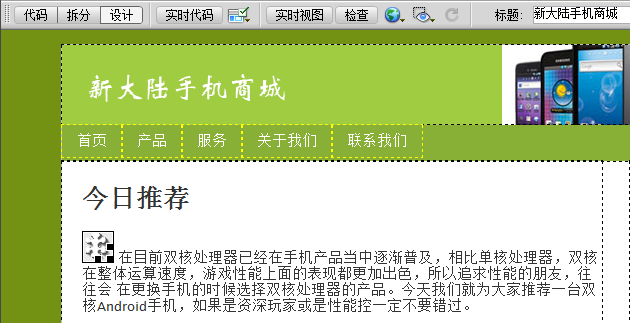 代码 拆分 设计 实时代码 实时视图 检查 标题: 新大陆手机商城
新大陆手机商城
首页 产品 服务 关于我们 联系我们
今日推荐
在目前双核处理器已经在手机产品当中逐渐普及，相比单核处理器，双核
在整体运算速度，游戏性能上面的表现都更加出色，所以追求性能的朋友，往
往会 在更换手机的时候选择双核处理器的产品。今天我们就为大家推荐一台双
核Android手机，如果是资深玩家或是性能控一定不要错过。